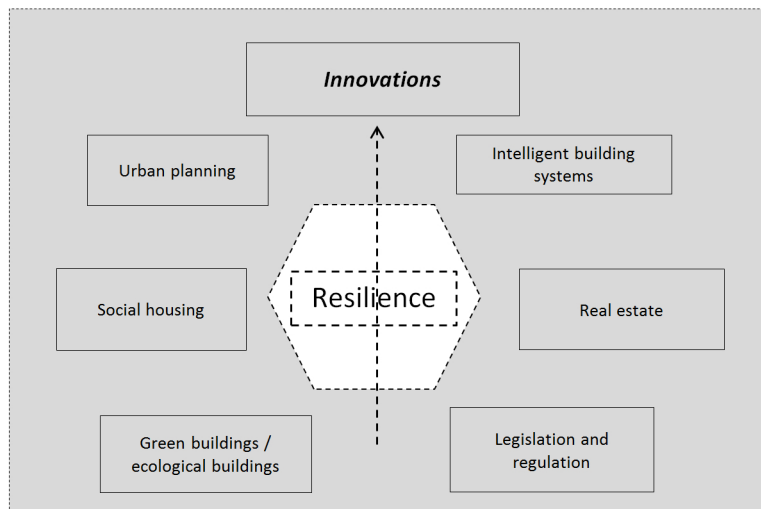 Innovations
Urban planning
Intelligent building
systems
Social housing
Resilience
Real estate
Green buildings /
ecological buildings
Legislation and
regulation